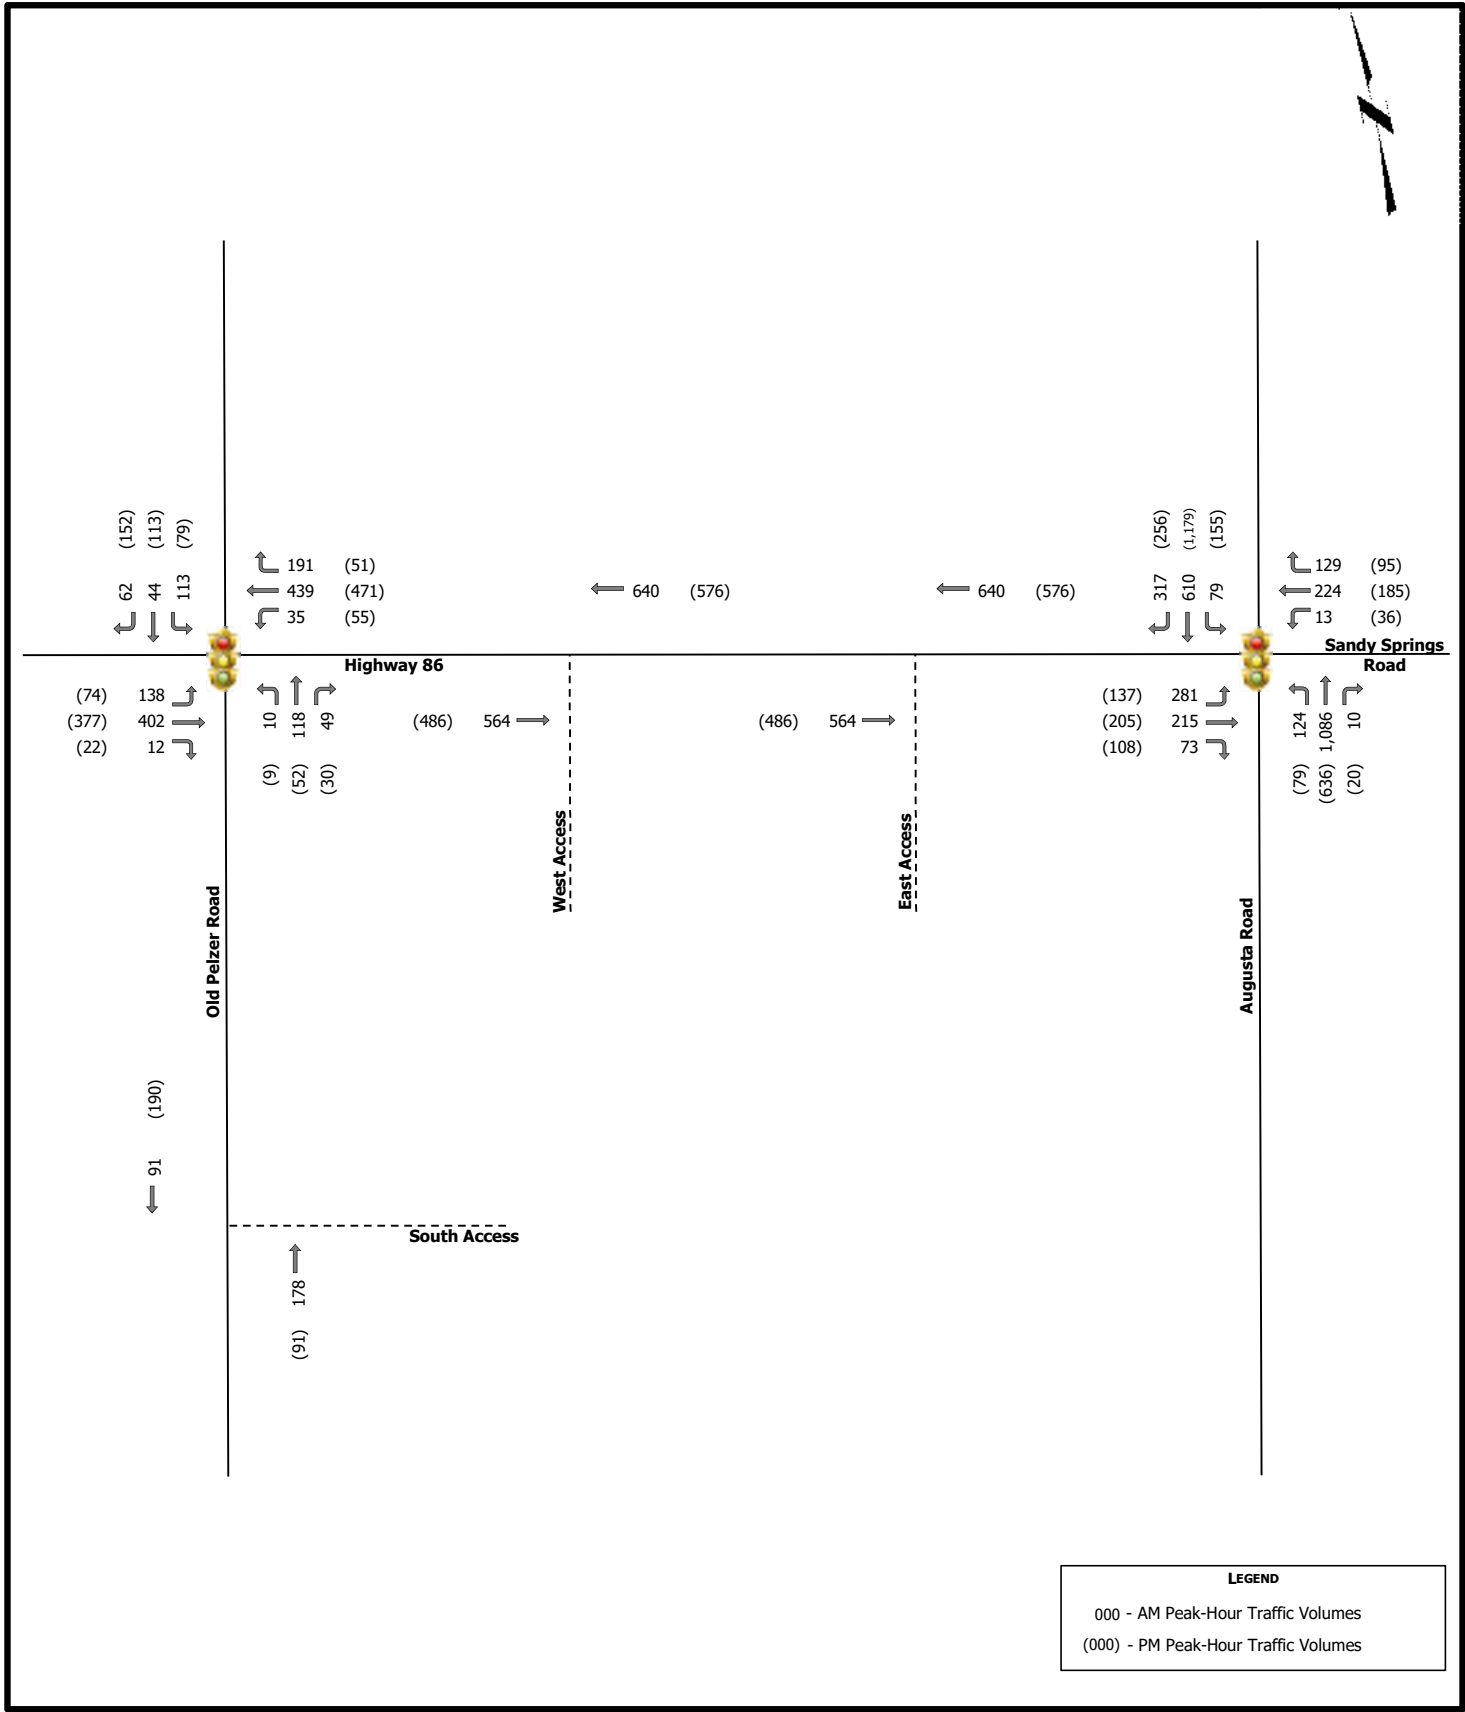 (152) (113) (79)
62 44 113
191 (51)
439 (471)
35 (55)
640 (576)
640 (576)
(256) (1,179) (155)
317 610 79
129 (95)
224 (185)
13 (36)
Sandy Springs
Road
Highway 86
(74) 138
(377) 402
(22) 12
10 118 49
(9) (52) (30)
(486) 564
(486) 564
(137) 281
(205) 215
(108) 73
124 1,086 10
(79) (636) (20)
West Access
East Access
Old Pelzer Road
Augusta Road
(190)
91
South Access
178
(91)
LEGEND
000 - AM Peak-Hour Traffic Volumes
(000) - PM Peak-Hour Traffic Volumes